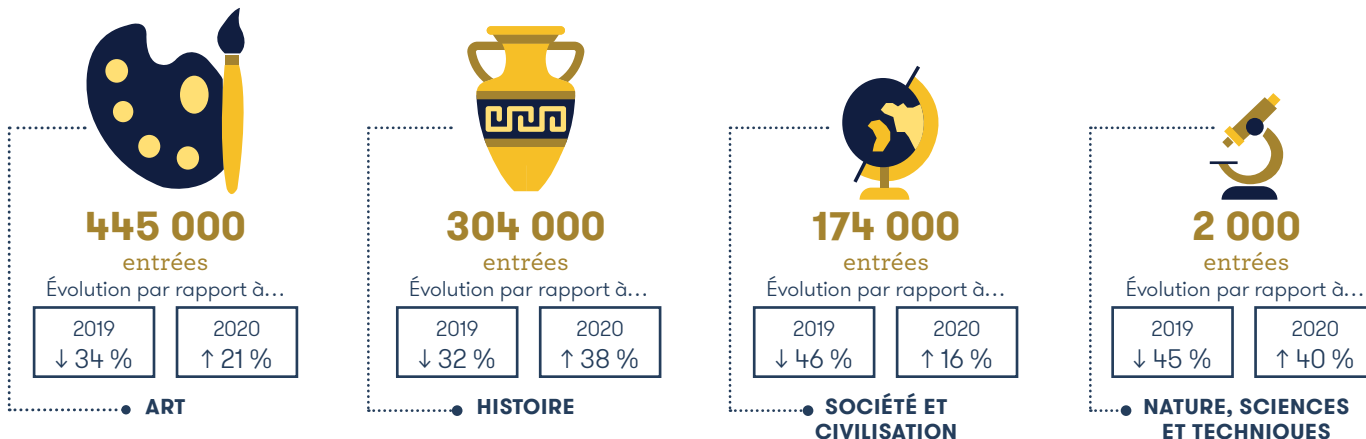 445 000
entrées
Évolution par rapport à...
2019
↓ 34 %
2020
↑ 21 %
ART
304 000
entrées
Évolution par rapport à...
2019
↓ 32 %
2020
↑ 38 %
HISTOIRE
174 000
entrées
Évolution par rapport à...
2019
↓ 46 %
2020
↑ 16 %
SOCIÉTÉ ET
CIVILISATION
2 000
entrées
Évolution par rapport à...
2019
↓ 45 %
2020
↑ 40 %
NATURE, SCIENCES
ET TECHNIQUES